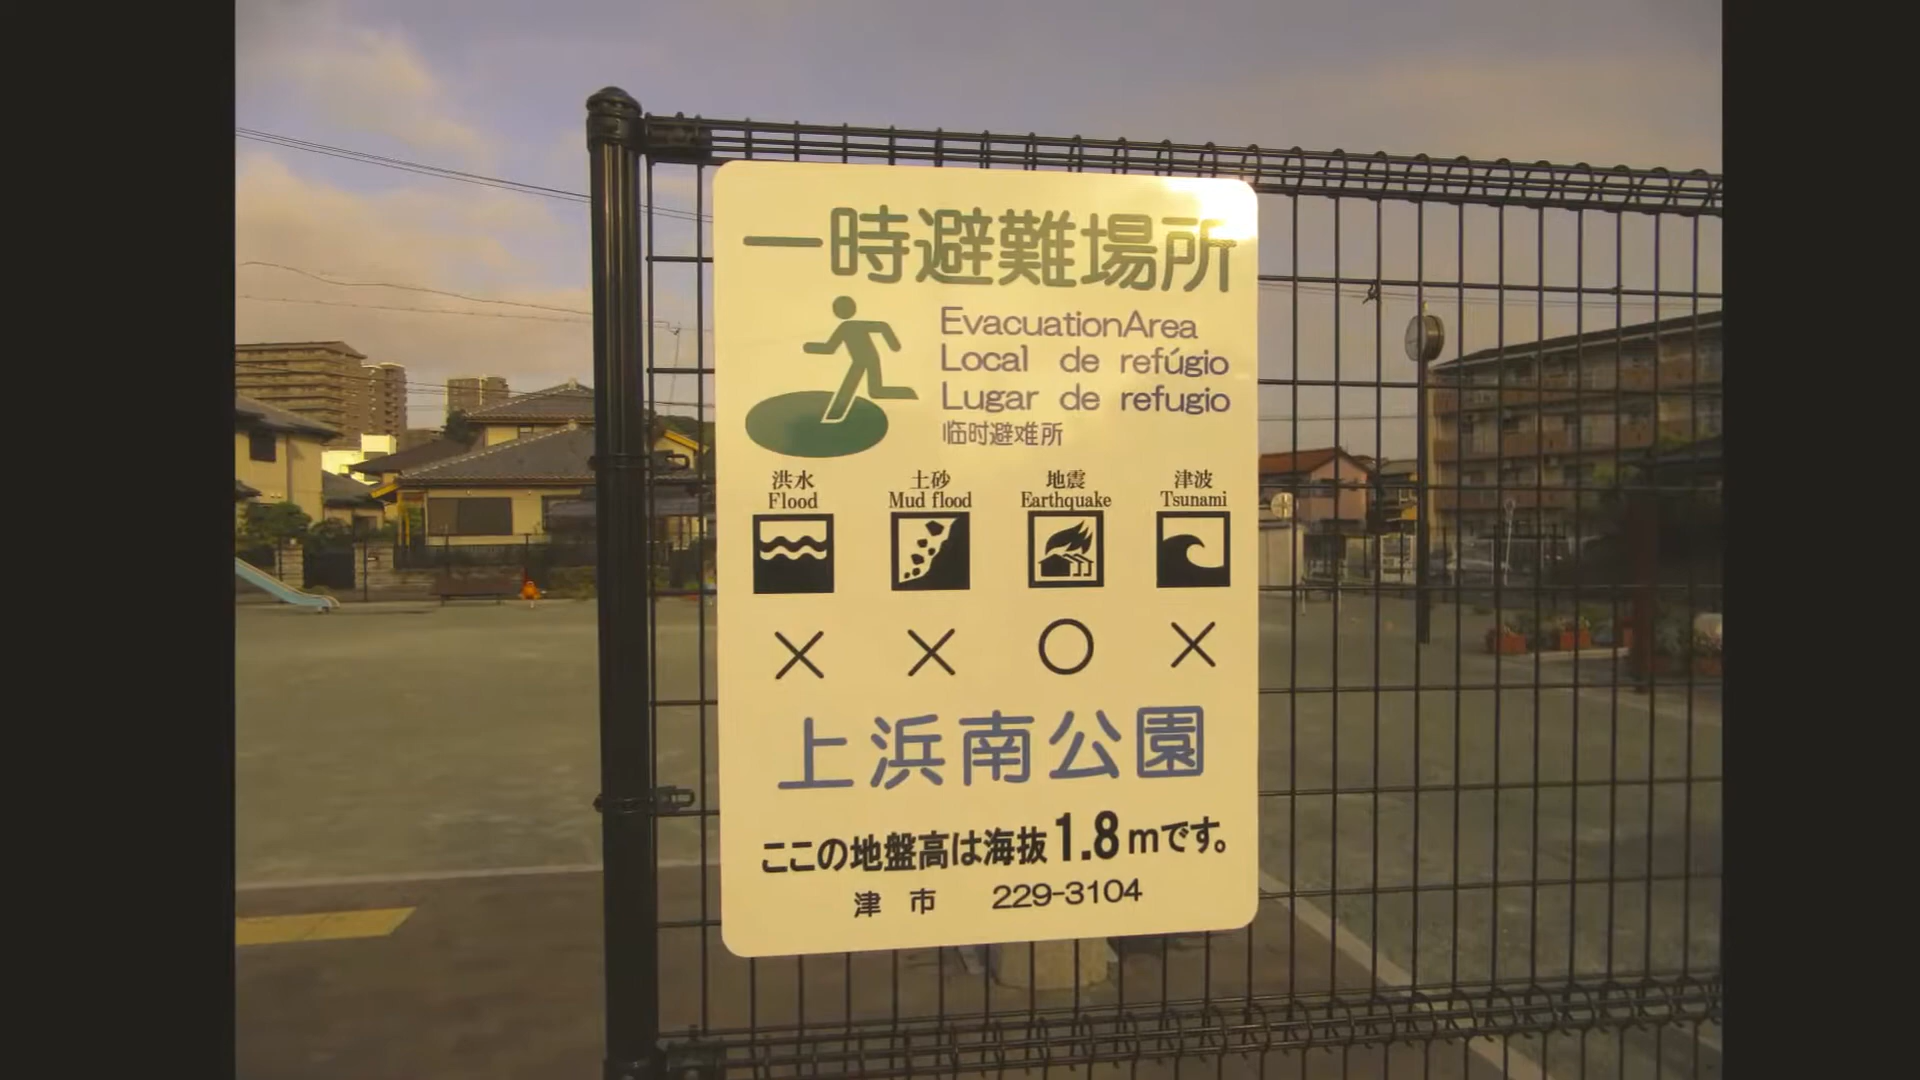 一時避難場所
EvacuationArea
Local de refúgio
Lugar de refugio
临时避难所
洪水 土砂 地震 津波
Flood Mud flood Earthquake Tsunami
× × ○ ×
上浜南公園
ここの地盤高は海抜1.8mです。
津市 229-3104